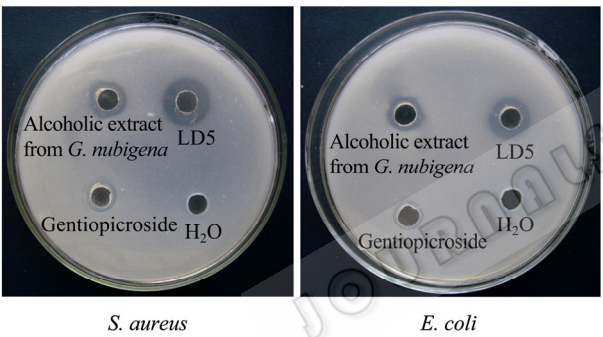 Alcoholic extract
from G. nubigena
LD5
Gentiopicroside
H₂O
Alcoholic extract
from G. nubigena
LD5
Gentiopicroside
H₂O
S. aureus
E. coli